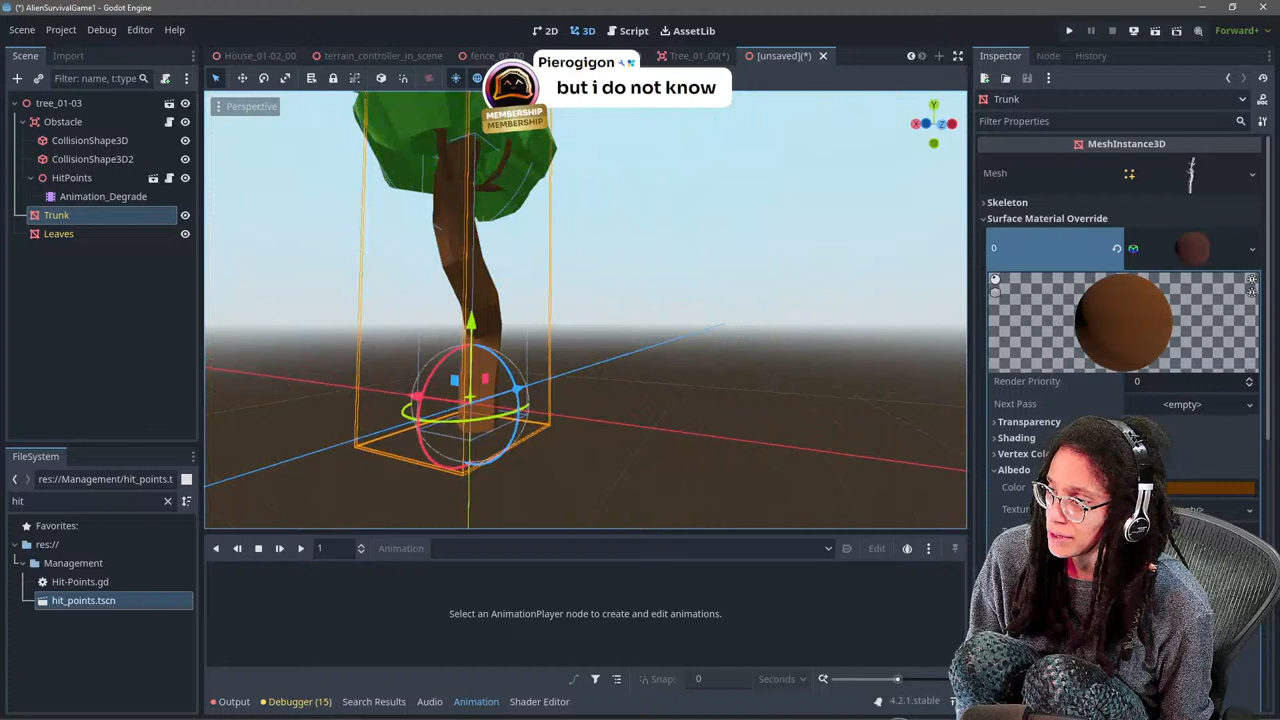 (*) AlienSurvivalGame1 - Godot Engine
Scene Project Debug Editor Help
2D 3D Script AssetLib
Forward+
Scene Import
House_01-02_00 terrain_controller_in_scene fence_02_00 Tree_01_00(*) [unsaved](*)
Inspector Node History
Filter: name, t:type
Pierogigon
but i do not know
MEMBERSHIP
MEMBERSHIP
Perspective
Y
X Z
tree_01-03
Obstacle
CollisionShape3D
CollisionShape3D2
HitPoints
Animation_Degrade
Trunk
Leaves
Trunk
Filter Properties
MeshInstance3D
Mesh
Skeleton
Surface Material Override
0
Render Priority 0
Next Pass <empty>
Transparency
Shading
Vertex Col
Albedo
Color
FileSystem
res://Management/hit_points.t
hit
Favorites:
res://
Management
Hit-Points.gd
hit_points.tscn
1
Animation
Edit
Select an AnimationPlayer node to create and edit animations.
Snap: 0 Seconds
Output Debugger (15) Search Results Audio Animation Shader Editor
4.2.1.stable